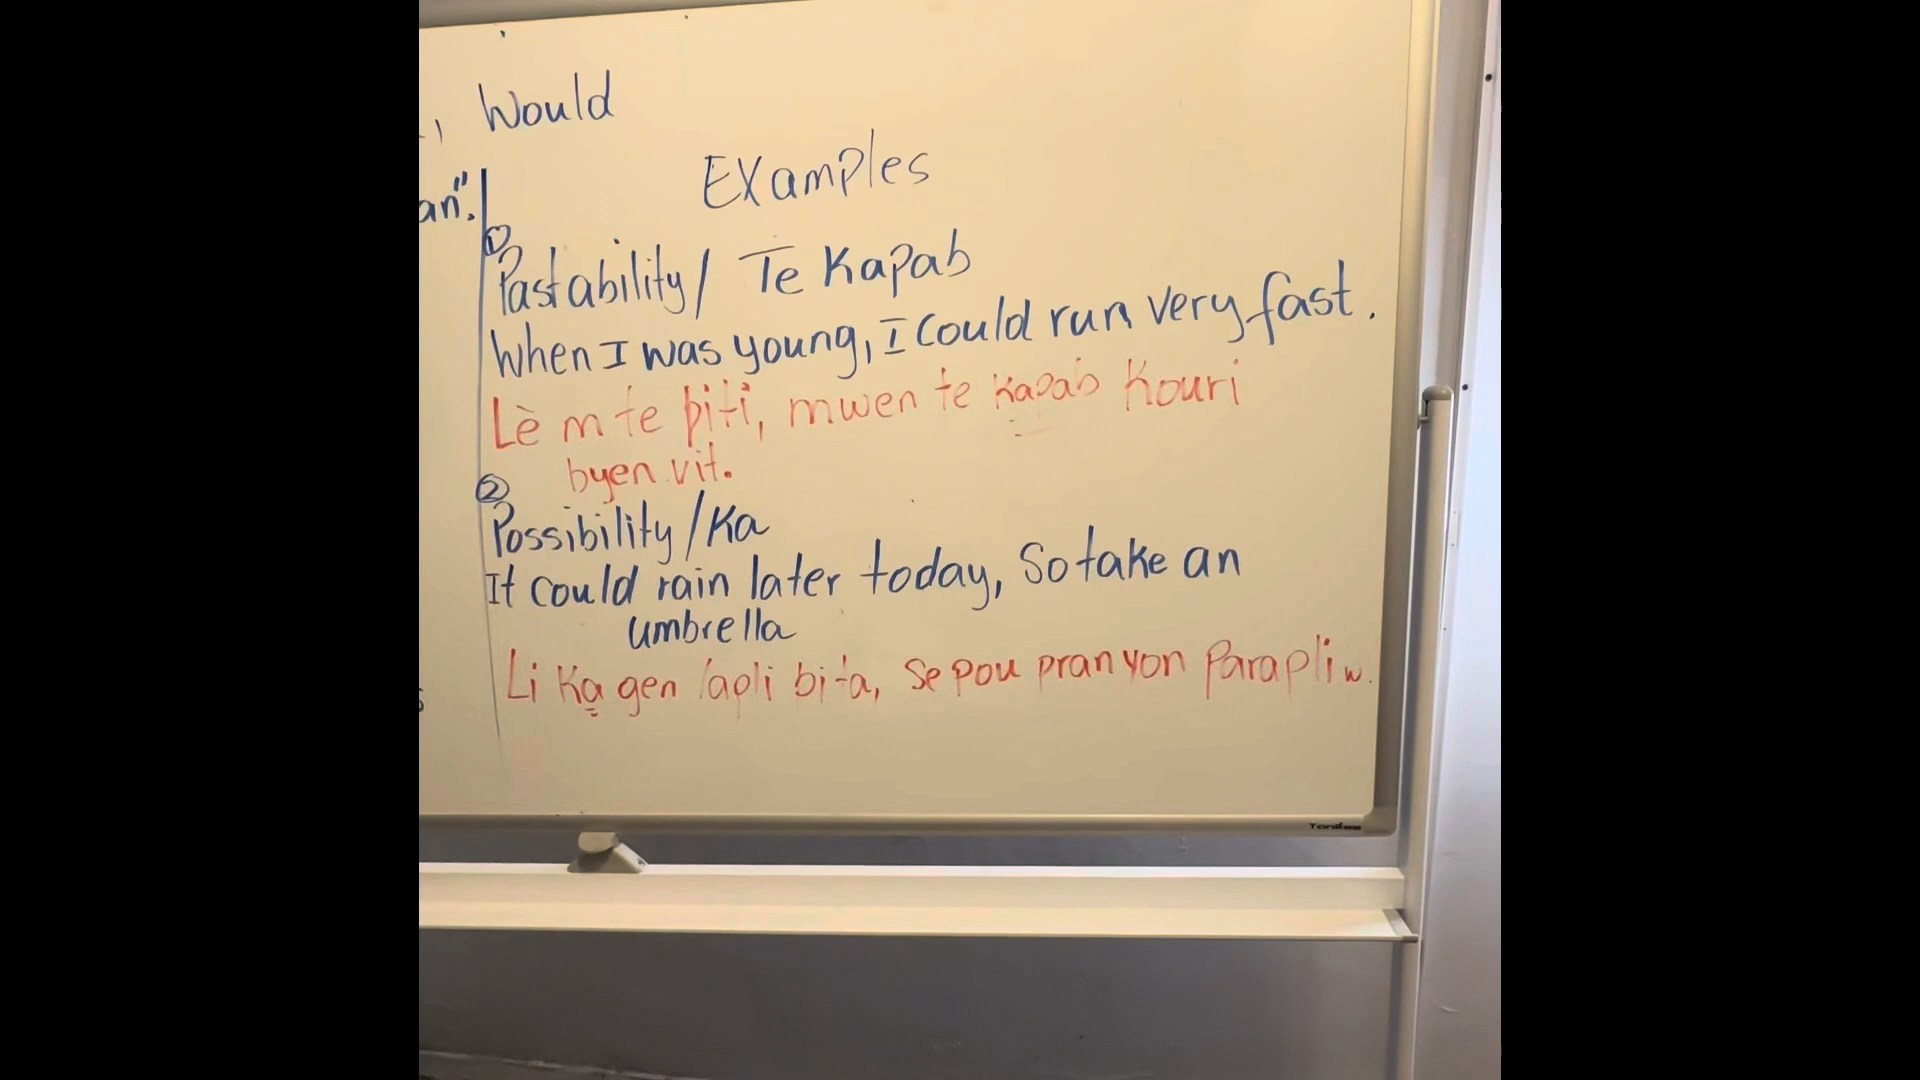 , Would
an".
Examples
①
Past ability / Te Kapab
When I was young, I could run very fast.
Lè m te piti, mwen te kapab kouri
byen vit.
②
Possibility / Ka
It could rain later today, So take an
umbrella
Li ka gen lapli bita, se pou pran yon parapli w.